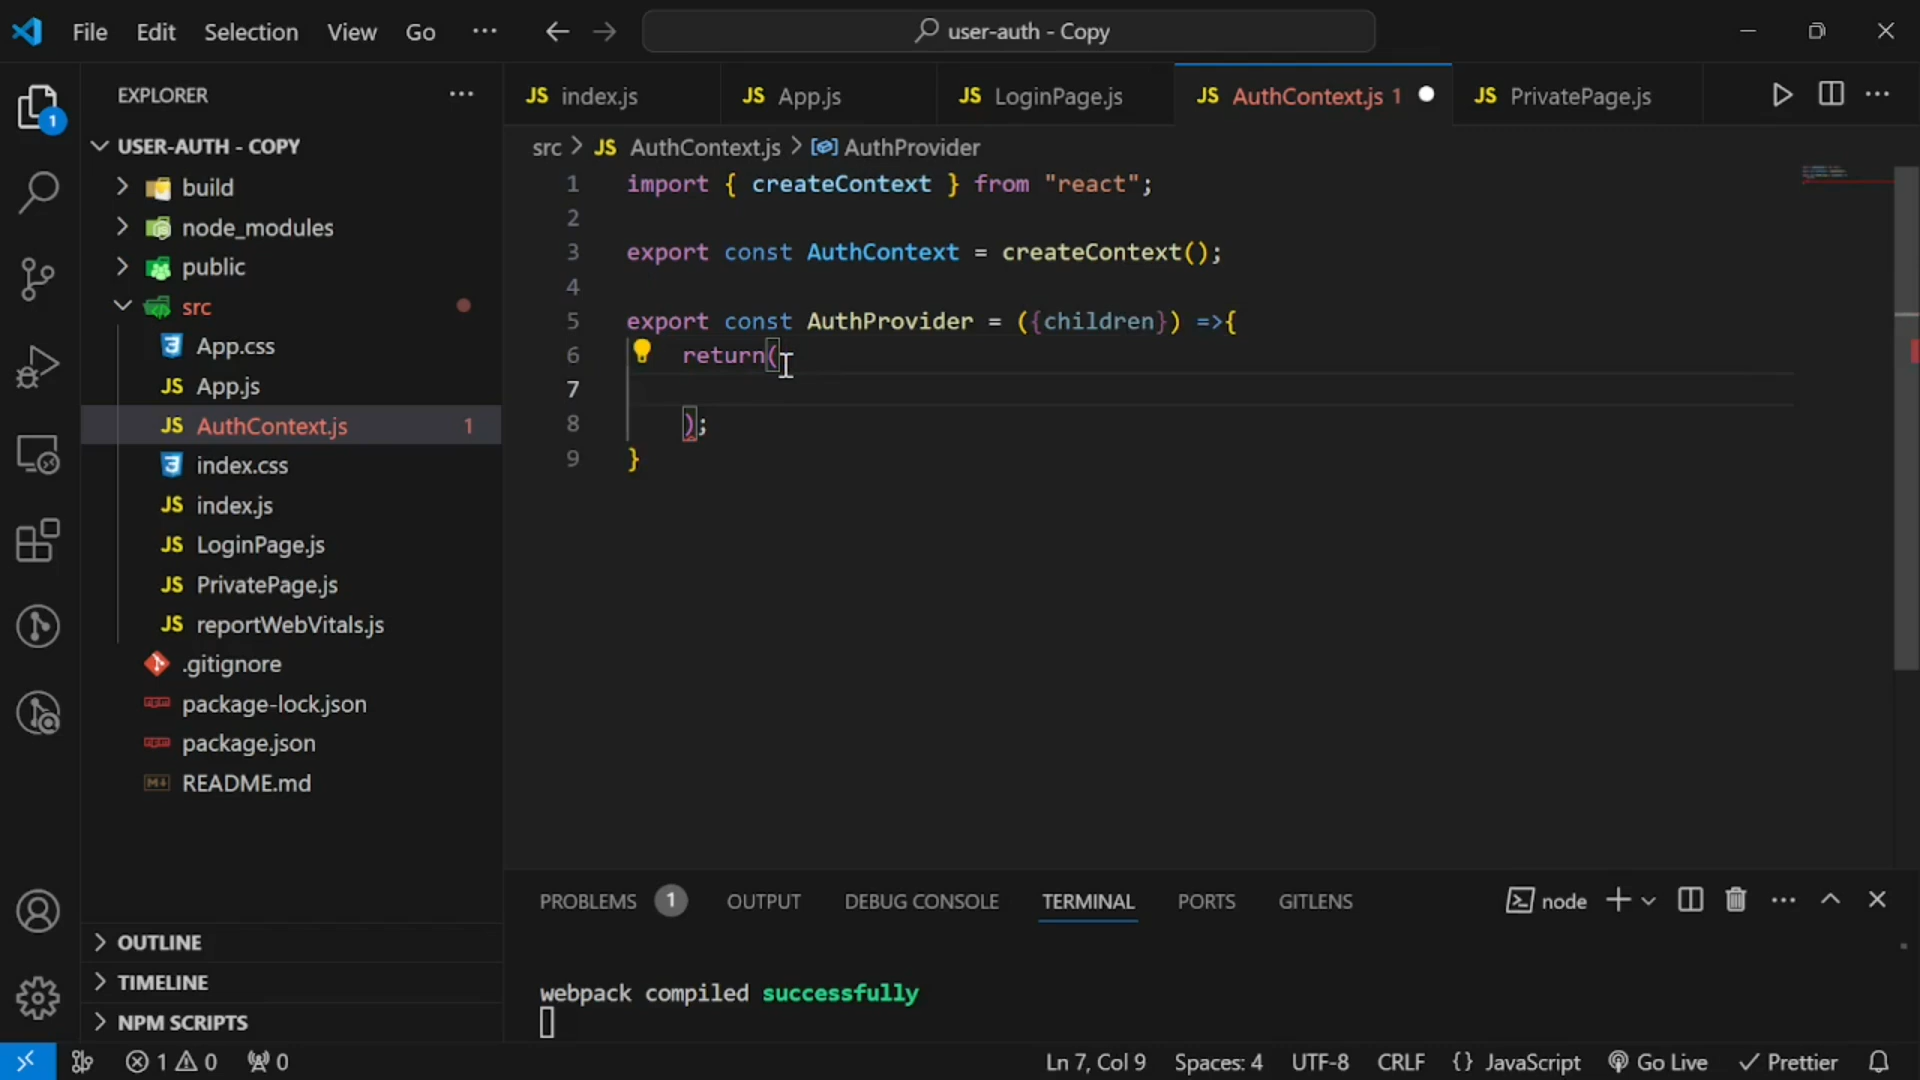 File Edit Selection View Go ··· user-auth - Copy
EXPLORER ···
1
USER-AUTH - COPY
build
node_modules
public
src
App.css
JS App.js
JS AuthContext.js 1
index.css
JS index.js
JS LoginPage.js
JS PrivatePage.js
JS reportWebVitals.js
.gitignore
package-lock.json
package.json
README.md
OUTLINE
TIMELINE
NPM SCRIPTS
JS index.js JS App.js JS LoginPage.js JS AuthContext.js 1 JS PrivatePage.js ···
src > JS AuthContext.js > AuthProvider
1 import { createContext } from "react";
2
3 export const AuthContext = createContext();
4
5 export const AuthProvider = ({children}) =>{
6 return(
7
8 );
9 }
PROBLEMS 1 OUTPUT DEBUG CONSOLE TERMINAL PORTS GITLENS node ···
webpack compiled successfully
1 0 0 Ln 7, Col 9 Spaces: 4 UTF-8 CRLF {} JavaScript Go Live Prettier